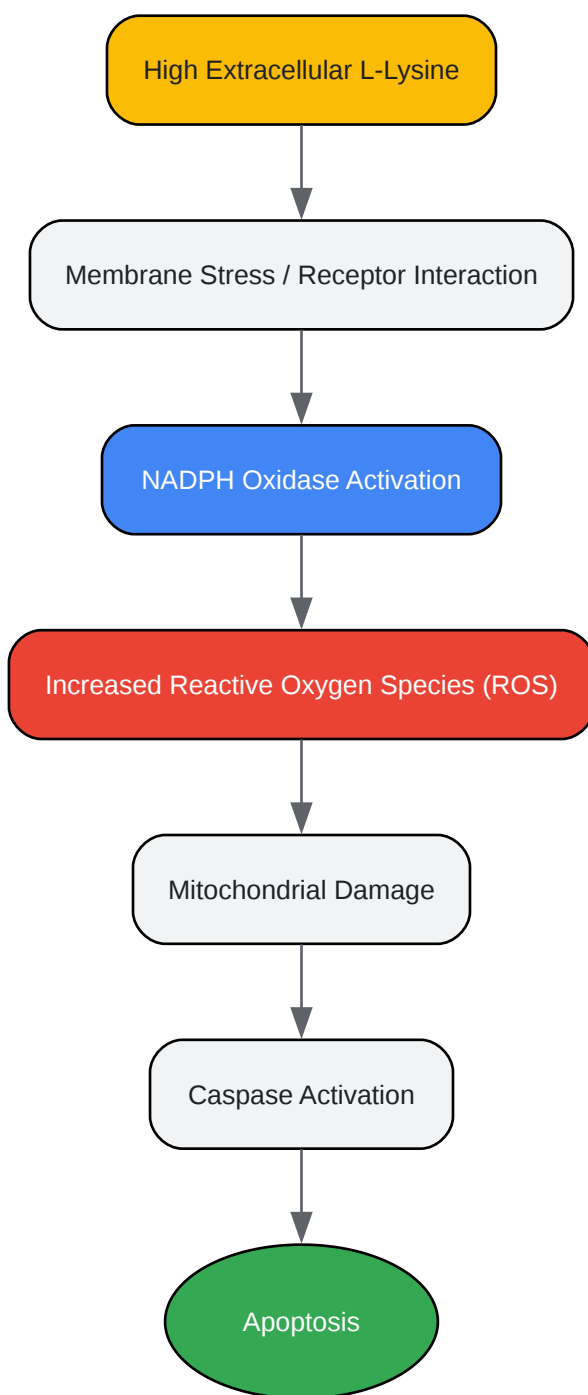 High Extracellular L-Lysine
Membrane Stress / Receptor Interaction
NADPH Oxidase Activation
Increased Reactive Oxygen Species (ROS)
Mitochondrial Damage
Caspase Activation
Apoptosis